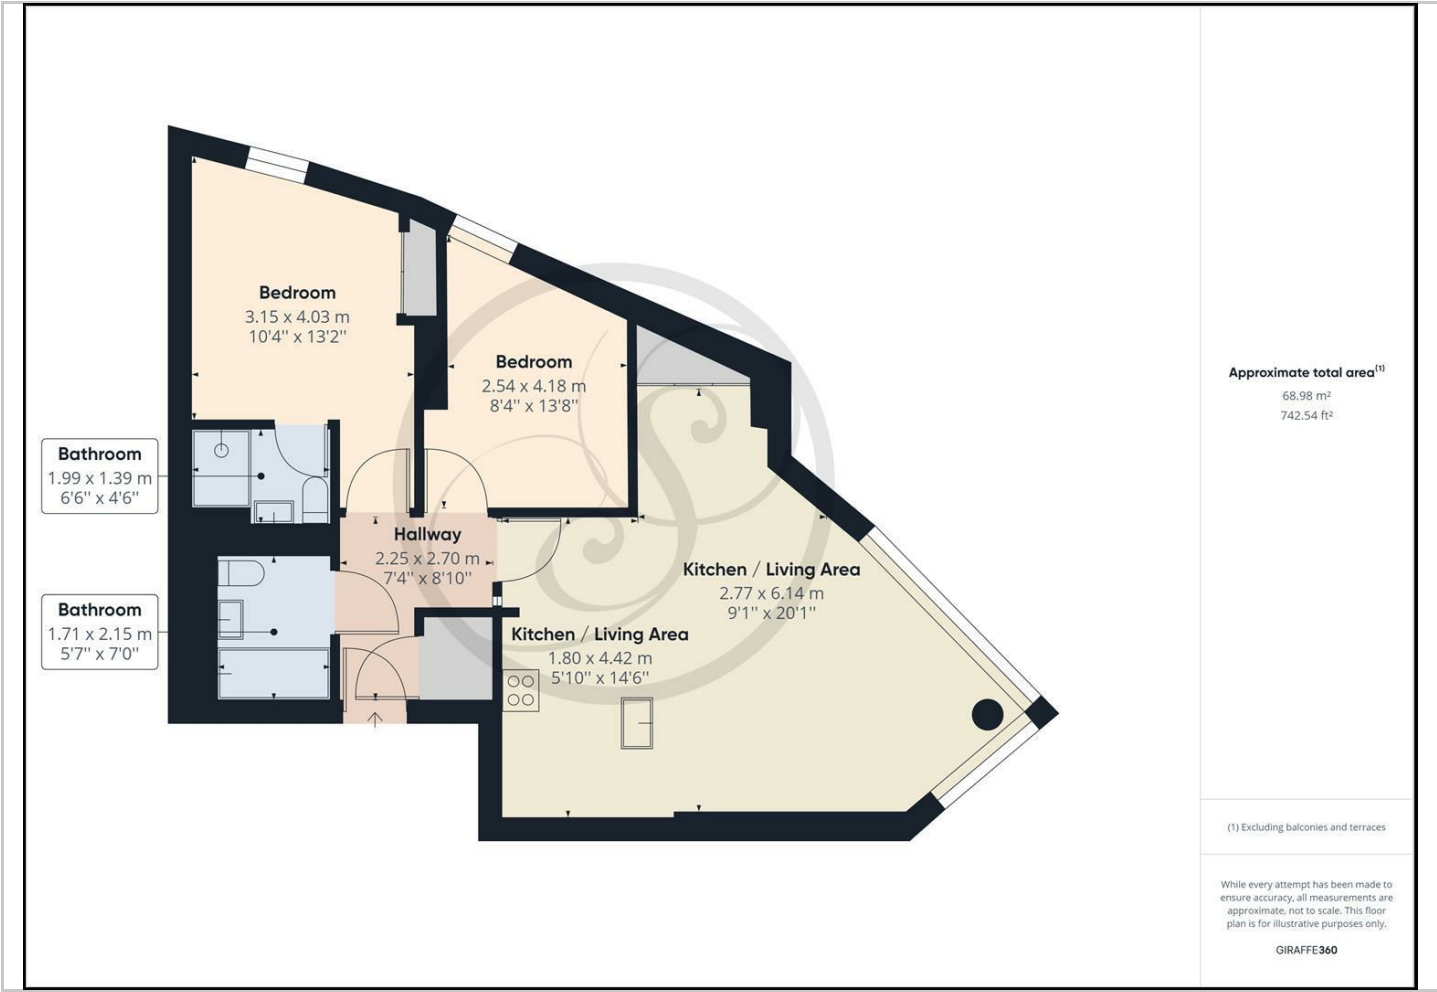 Bedroom
3.15 x 4.03 m
10'4" x 13'2"
Bedroom
2.54 x 4.18 m
8'4" x 13'8"
Bathroom
1.99 x 1.39 m
6'6" x 4'6"
Hallway
2.25 x 2.70 m
7'4" x 8'10"
Kitchen / Living Area
2.77 x 6.14 m
9'1" x 20'1"
Bathroom
1.71 x 2.15 m
5'7" x 7'0"
Kitchen / Living Area
1.80 x 4.42 m
5'10" x 14'6"
Approximate total area(1)
68.98 m²
742.54 ft²
(1) Excluding balconies and terraces
While every attempt has been made to
ensure accuracy, all measurements are
approximate, not to scale. This floor
plan is for illustrative purposes only.
GIRAFFE360